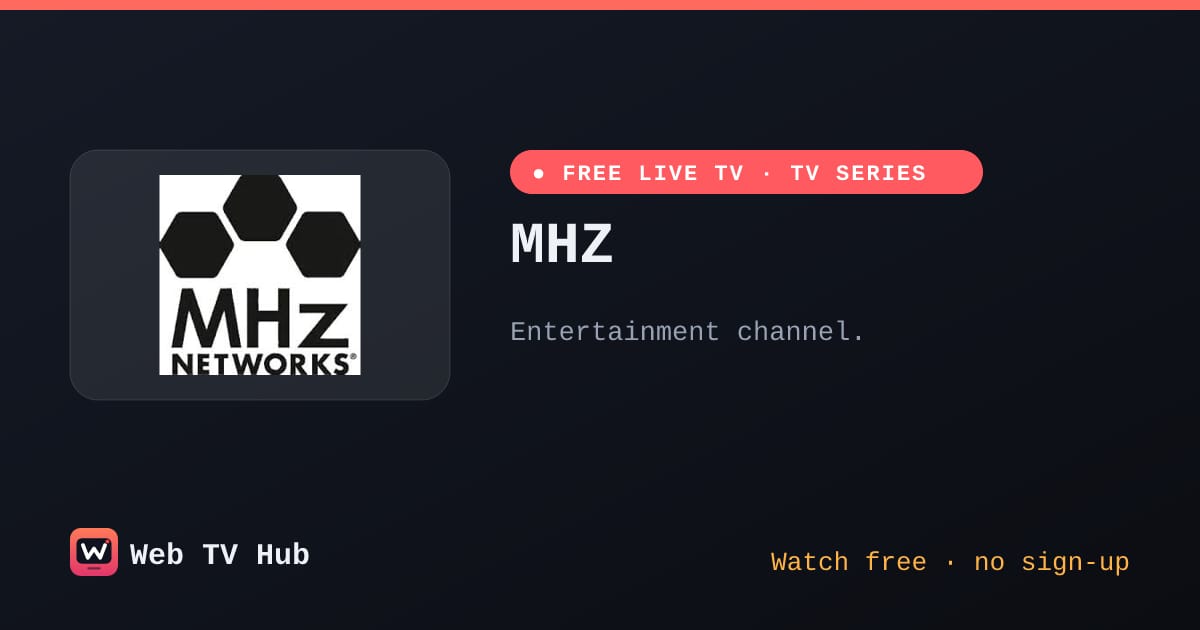 MHz
NETWORKS®
● FREE LIVE TV · TV SERIES
MHZ
Entertainment channel.
W
Web TV Hub
Watch free · no sign-up